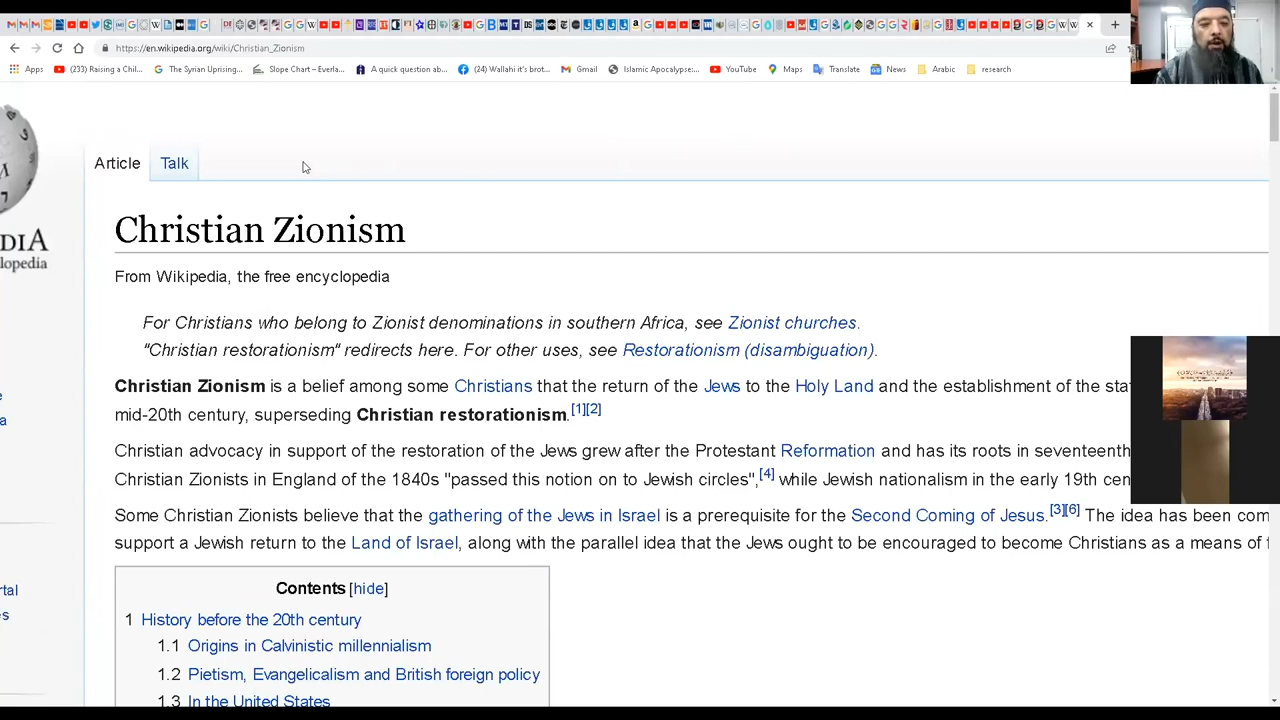 https://en.wikipedia.org/wiki/Christian_Zionism
Apps (233) Raising a Chil... The Syrian Uprising... Slope Chart – Everla... A quick question ab... (24) Wallahi it's brot... Gmail Islamic Apocalypse:... YouTube Maps Translate News Arabic research
Article Talk
DIA
lopedia
Christian Zionism
From Wikipedia, the free encyclopedia
For Christians who belong to Zionist denominations in southern Africa, see Zionist churches.
"Christian restorationism" redirects here. For other uses, see Restorationism (disambiguation).
Christian Zionism is a belief among some Christians that the return of the Jews to the Holy Land and the establishment of the stat
mid-20th century, superseding Christian restorationism.[1][2]
Christian advocacy in support of the restoration of the Jews grew after the Protestant Reformation and has its roots in seventeenth
Christian Zionists in England of the 1840s "passed this notion on to Jewish circles",[4] while Jewish nationalism in the early 19th cen
Some Christian Zionists believe that the gathering of the Jews in Israel is a prerequisite for the Second Coming of Jesus.[3][6] The idea has been com
support a Jewish return to the Land of Israel, along with the parallel idea that the Jews ought to be encouraged to become Christians as a means of f
Contents [hide]
1 History before the 20th century
1.1 Origins in Calvinistic millennialism
1.2 Pietism, Evangelicalism and British foreign policy
1.3 In the United States
e
a
rtal
s